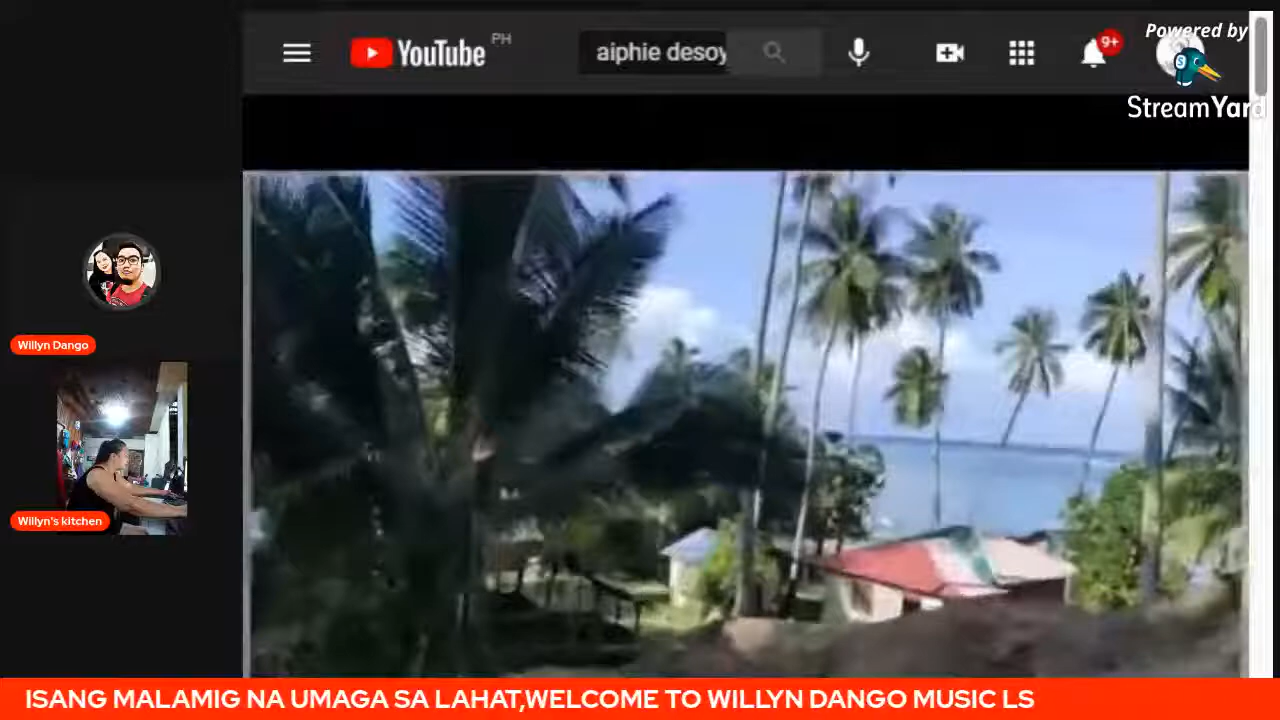 YouTube PH
aiphie desoy
9+
Powered by
StreamYard
Willyn Dango
Willyn's kitchen
ISANG MALAMIG NA UMAGA SA LAHAT,WELCOME TO WILLYN DANGO MUSIC LS